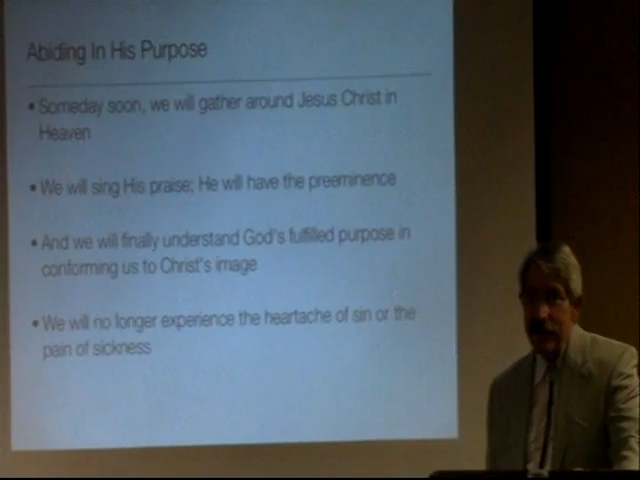 Abiding In His Purpose
• Someday soon, we will gather around Jesus Christ in
Heaven
• We will sing His praise; He will have the preeminence
• And we will finally understand God's fulfilled purpose in
conforming us to Christ's image
• We will no longer experience the heartache of sin or the
pain of sickness